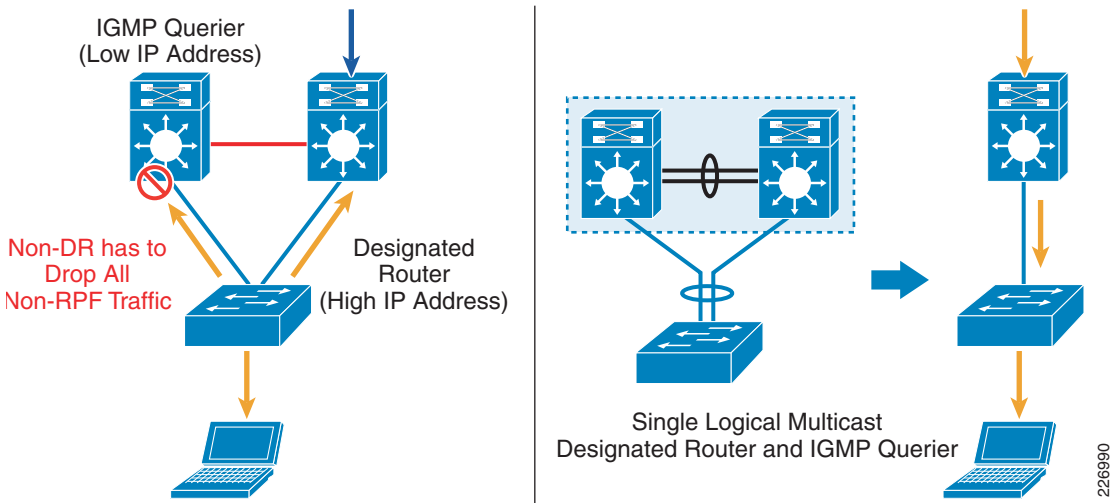 IGMP Querier
(Low IP Address)
Non-DR has to
Drop All
Non-RPF Traffic
Designated
Router
(High IP Address)
Single Logical Multicast
Designated Router and IGMP Querier
226990